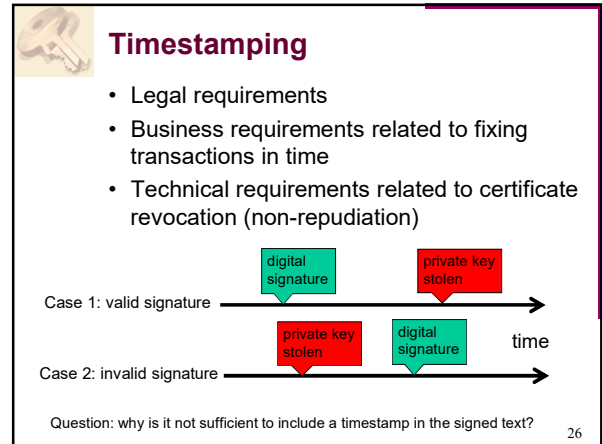 Timestamping
• Legal requirements
• Business requirements related to fixing
transactions in time
• Technical requirements related to certificate
revocation (non-repudiation)
digital
signature
private key
stolen
Case 1: valid signature
private key
stolen
digital
signature
time
Case 2: invalid signature
Question: why is it not sufficient to include a timestamp in the signed text?
26